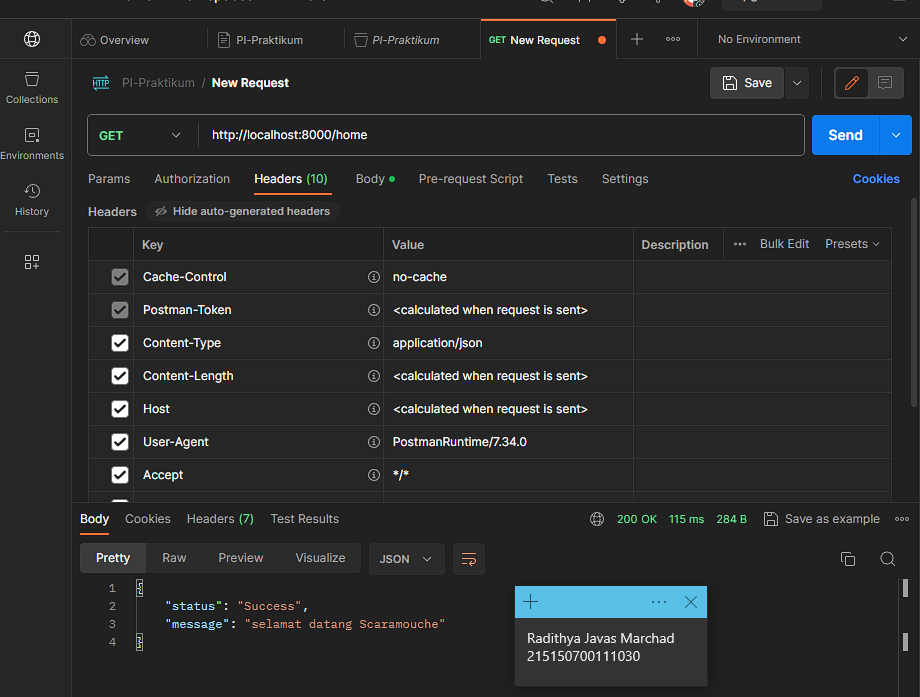 Overview
PI-Praktikum
PI-Praktikum
GET New Request
No Environment
Collections
Environments
History
HTTP PI-Praktikum / New Request
Save
GET
http://localhost:8000/home
Send
Params Authorization Headers (10) Body Pre-request Script Tests Settings Cookies
Headers Hide auto-generated headers
Key Value Description Bulk Edit Presets
Cache-Control no-cache
Postman-Token <calculated when request is sent>
Content-Type application/json
Content-Length <calculated when request is sent>
Host <calculated when request is sent>
User-Agent PostmanRuntime/7.34.0
Accept */*
Body Cookies Headers (7) Test Results 200 OK 115 ms 284 B Save as example
Pretty Raw Preview Visualize JSON
1 {
2 "status": "Success",
3 "message": "selamat datang Scaramouche"
4 }
Radithya Javas Marchad
215150700111030